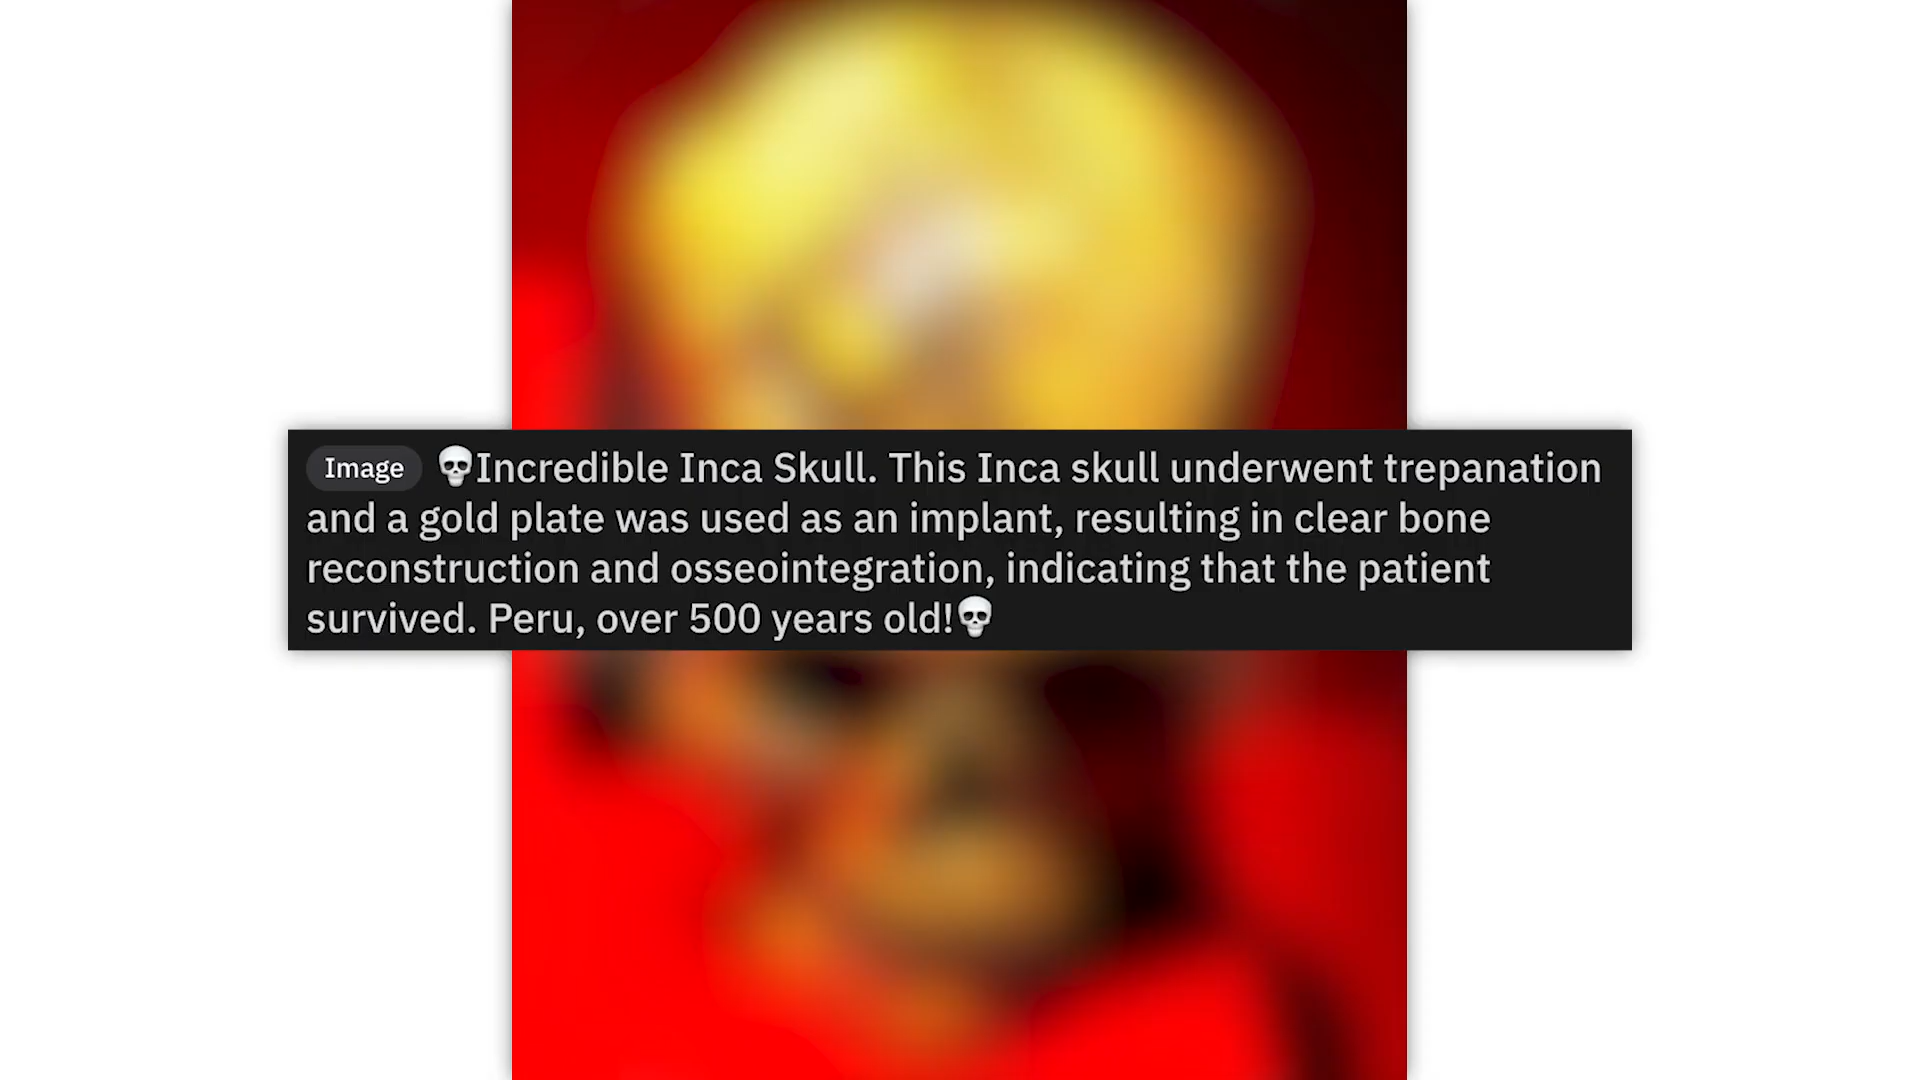 Image 💀Incredible Inca Skull. This Inca skull underwent trepanation
and a gold plate was used as an implant, resulting in clear bone
reconstruction and osseointegration, indicating that the patient
survived. Peru, over 500 years old!💀